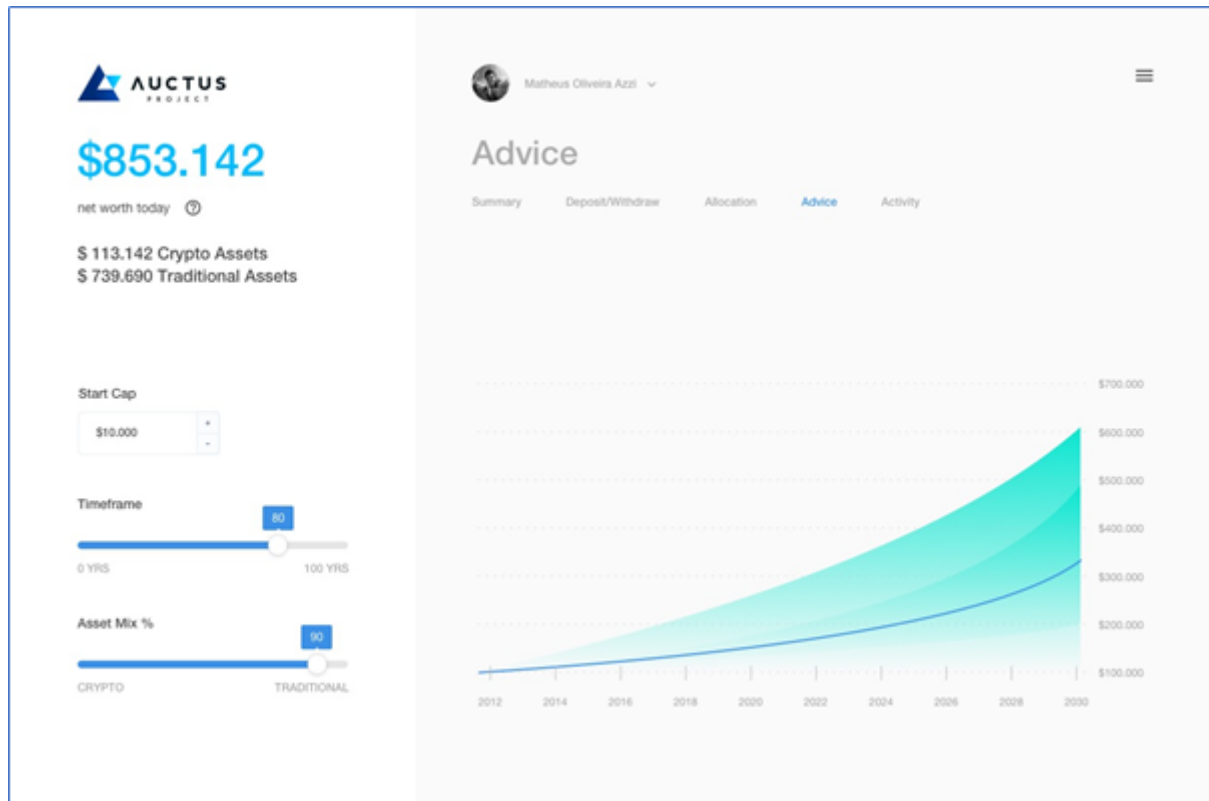 AUCTUS
PROJECT
$853.142
net worth today ?
$ 113.142 Crypto Assets
$ 739.690 Traditional Assets
Start Cap
$10.000
+
-
Timeframe
80
0 YRS 100 YRS
Asset Mix %
90
CRYPTO TRADITIONAL
Matheus Oliveira Azzi
Advice
Summary Deposit/Withdraw Allocation Advice Activity
$700.000
$600.000
$500.000
$400.000
$300.000
$200.000
$100.000
2012 2014 2016 2018 2020 2022 2024 2026 2028 2030